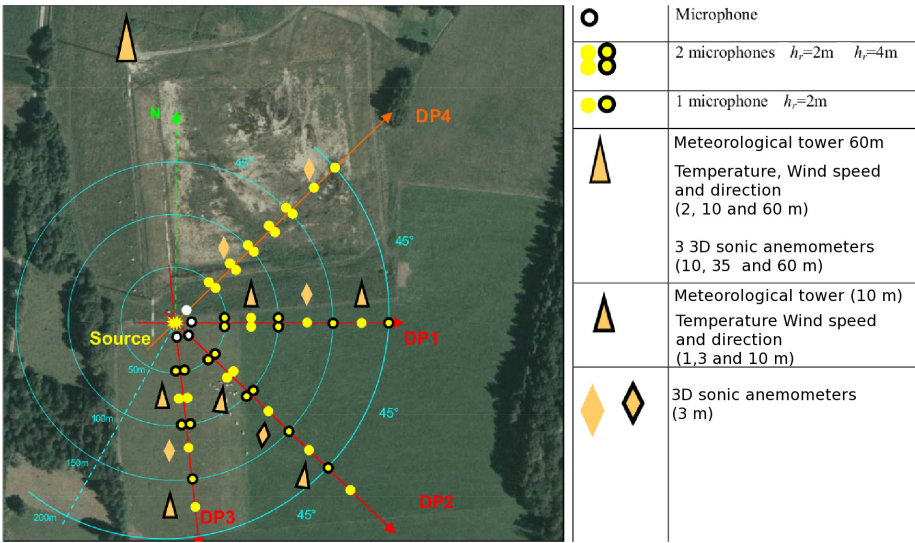 N
DP4
45°
45°
Source
DP1
50m
100m
45°
150m
DP2
200m
DP3
45°
Microphone
2 microphones hr=2m hr=4m
1 microphone hr=2m
Meteorological tower 60m
Temperature, Wind speed
and direction
(2, 10 and 60 m)
3 3D sonic anemometers
(10, 35 and 60 m)
Meteorological tower (10 m)
Temperature Wind speed
and direction
(1,3 and 10 m)
3D sonic anemometers
(3 m)